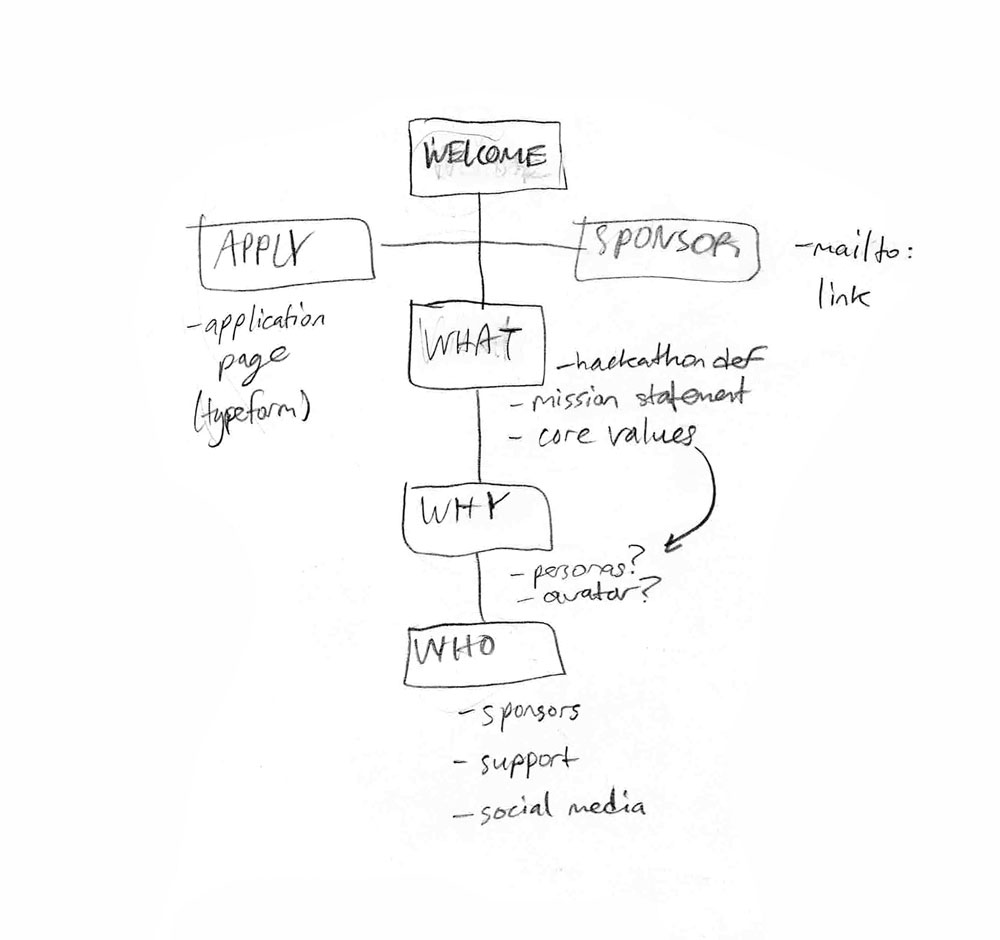 WELCOME
APPLY
SPONSOR
-mailto:
link
-application
page
(typeform)
WHAT
-hackathon def
- mission statement
- core values
WHY
- personas?
- avatar?
WHO
- sponsors
- support
- social media